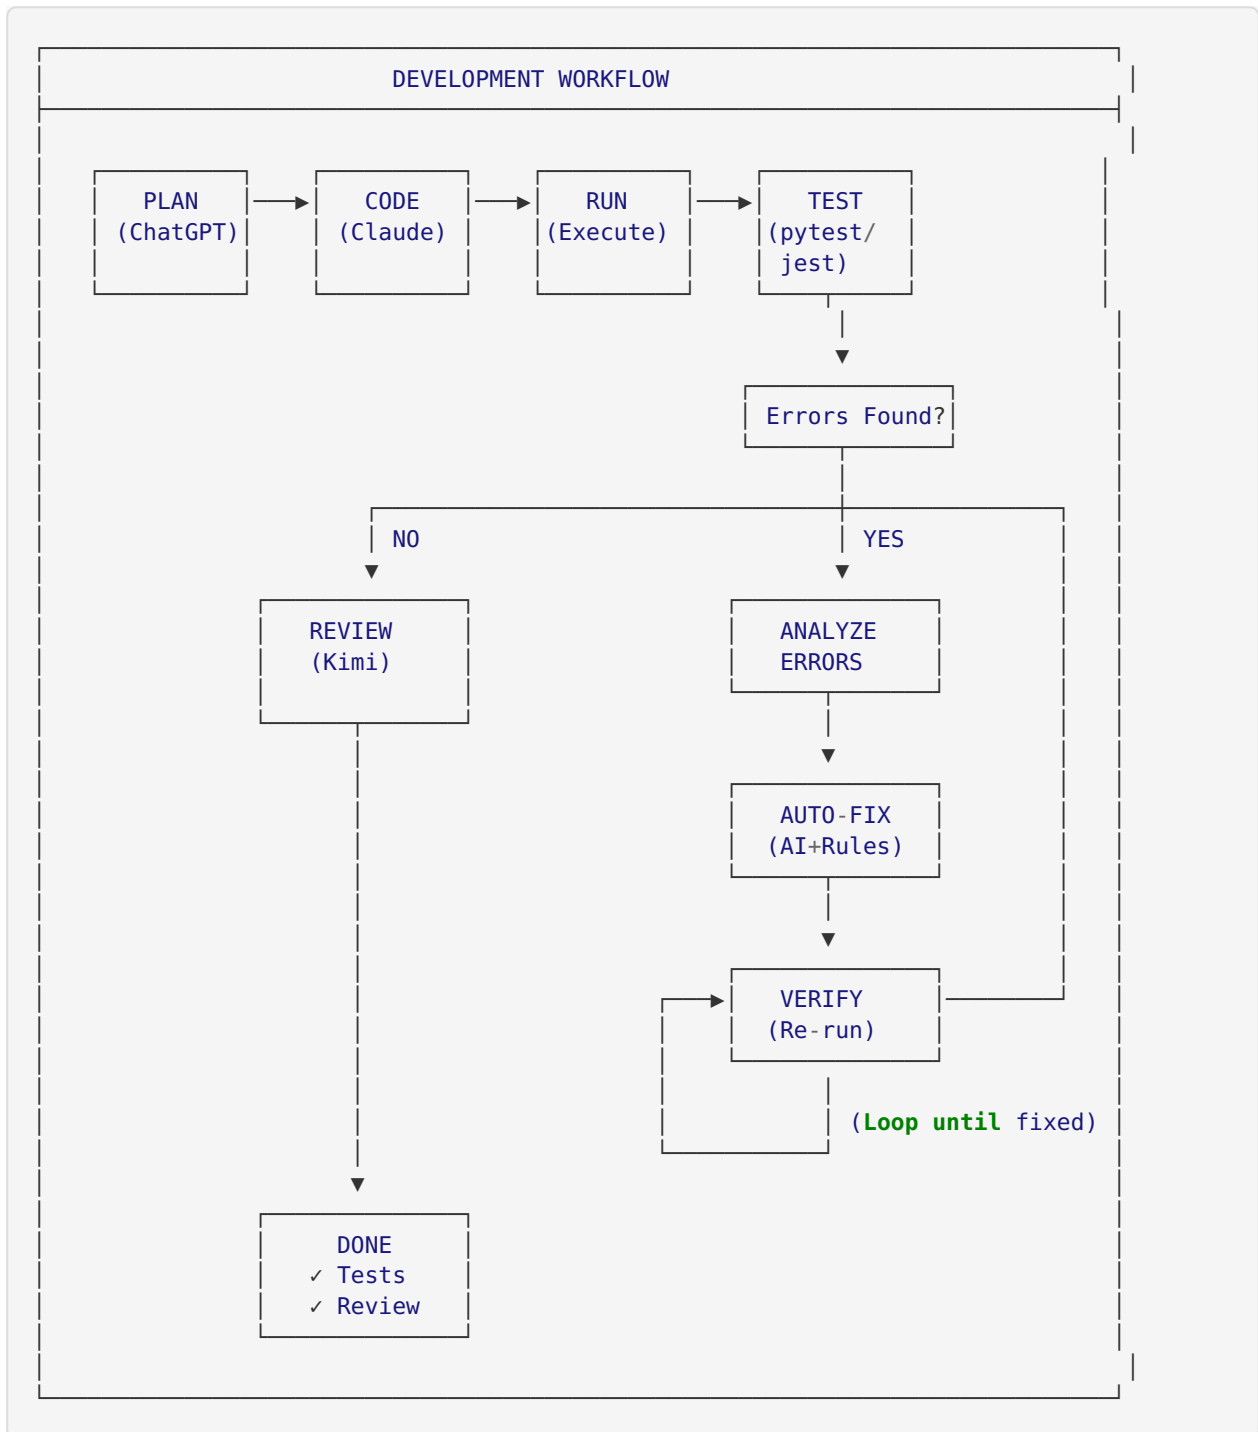 DEVELOPMENT WORKFLOW
PLAN CODE RUN TEST
(ChatGPT) (Claude) (Execute) (pytest/
jest)
Errors Found?
NO YES
REVIEW ANALYZE
(Kimi) ERRORS
AUTO-FIX
(AI+Rules)
VERIFY
(Re-run)
(Loop until fixed)
DONE
✓ Tests
✓ Review